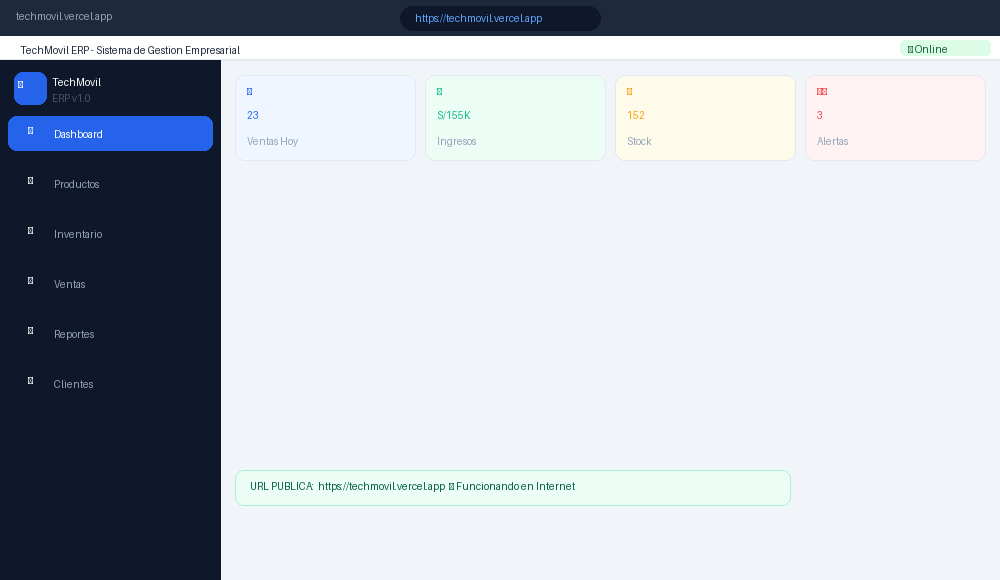 techmovil.vercel.app
https://techmovil.vercel.app
TechMovil ERP - Sistema de Gestion Empresarial
Online
TechMovil
ERP v1.0
Dashboard
Productos
Inventario
Ventas
Reportes
Clientes
23
Ventas Hoy
S/155K
Ingresos
152
Stock
3
Alertas
URL PUBLICA: https://techmovil.vercel.app Funcionando en Internet